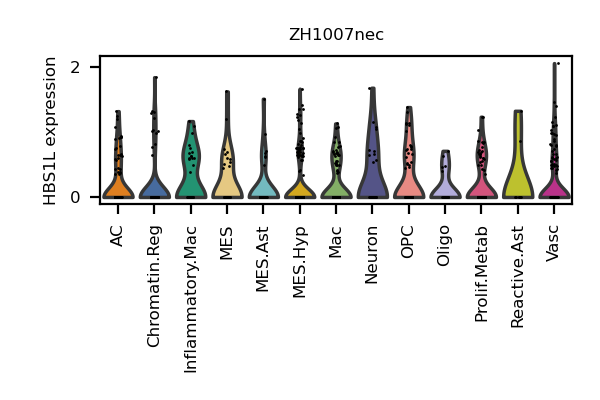 ZH1007nec
HBS1L expression
2
0
AC
Chromatin.Reg
Inflammatory.Mac
MES
MES.Ast
MES.Hyp
Mac
Neuron
OPC
Oligo
Prolif.Metab
Reactive.Ast
Vasc